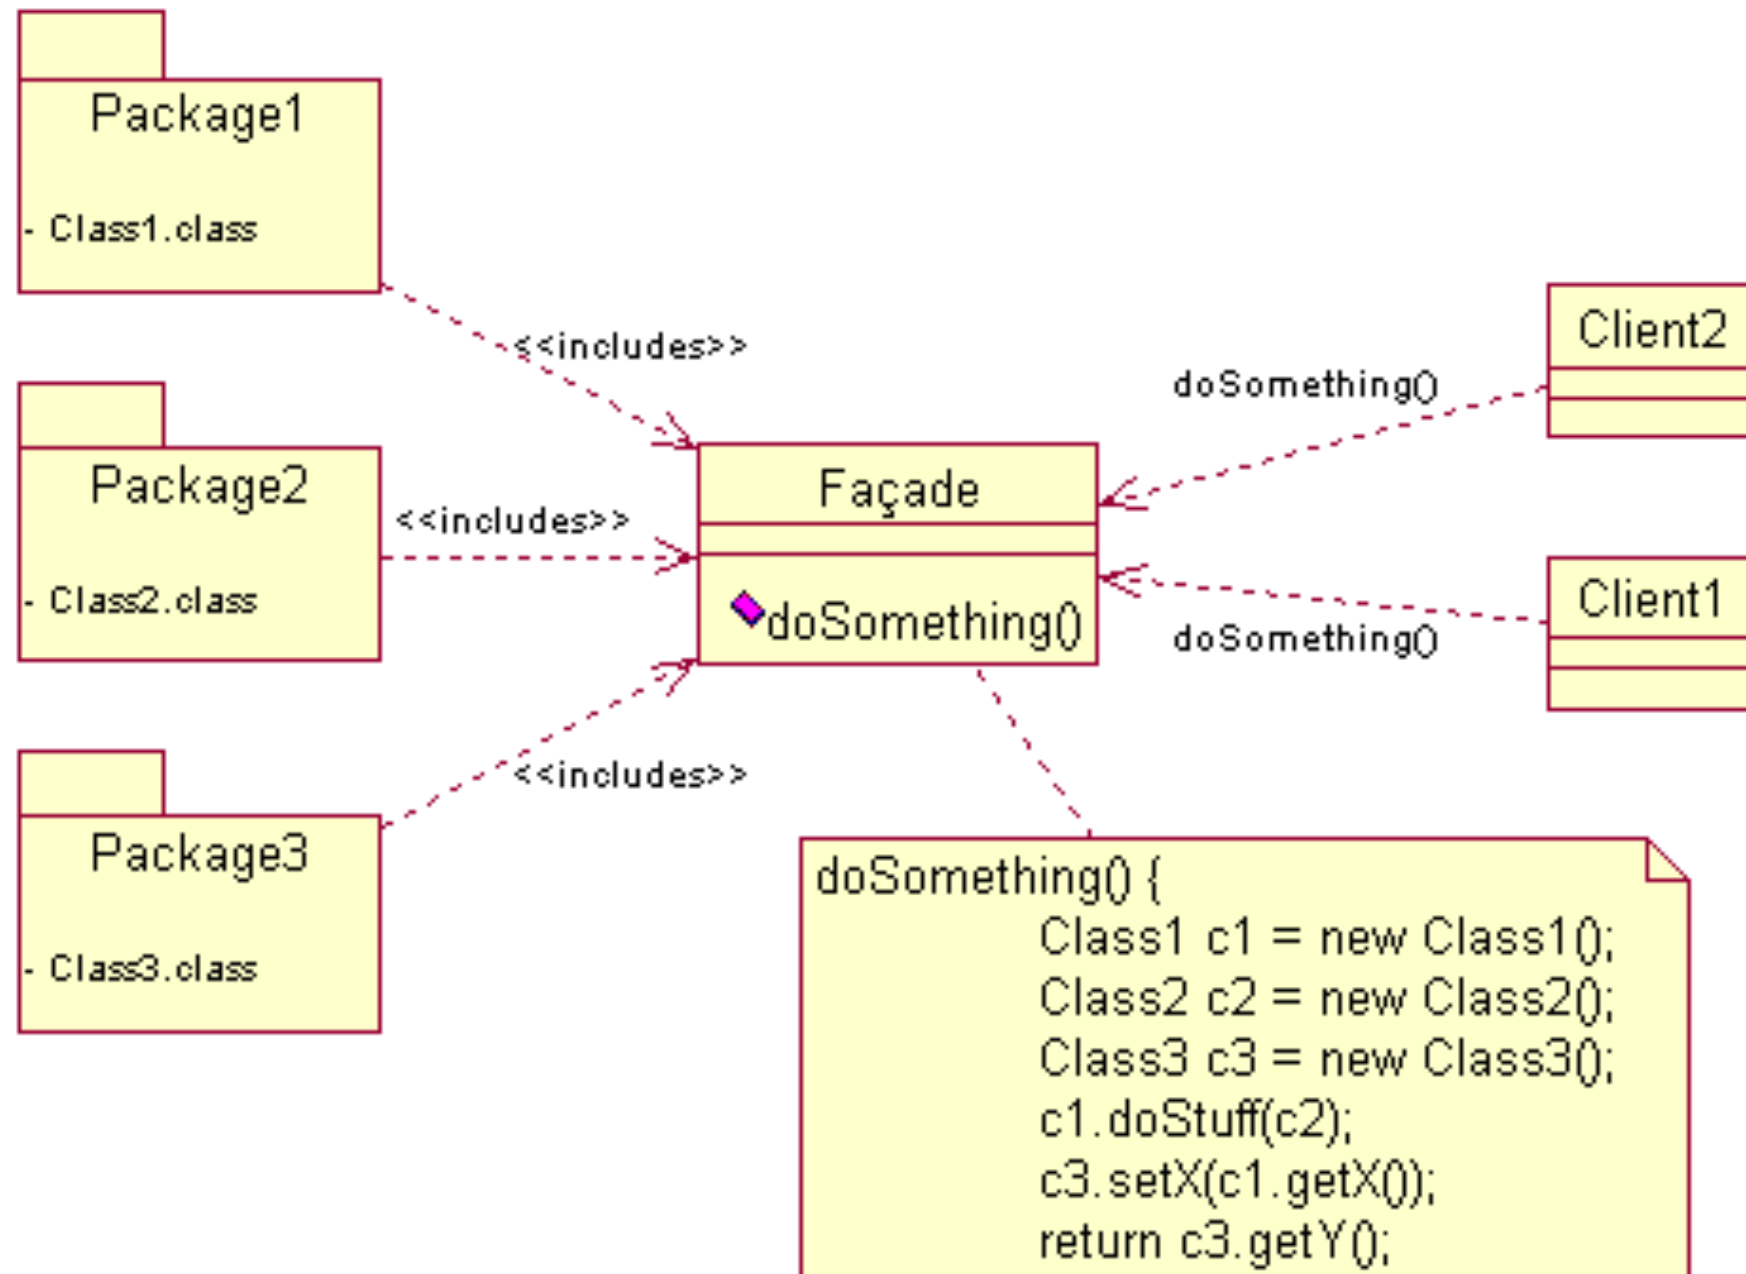 Package1
- Class1.class
<<includes>>
Package2
- Class2.class
<<includes>>
Package3
- Class3.class
<<includes>>
Façade
doSomething()
Client2
doSomething()
Client1
doSomething()
doSomething() {
Class1 c1 = new Class1();
Class2 c2 = new Class2();
Class3 c3 = new Class3();
c1.doStuff(c2);
c3.setX(c1.getX());
return c3.getY();